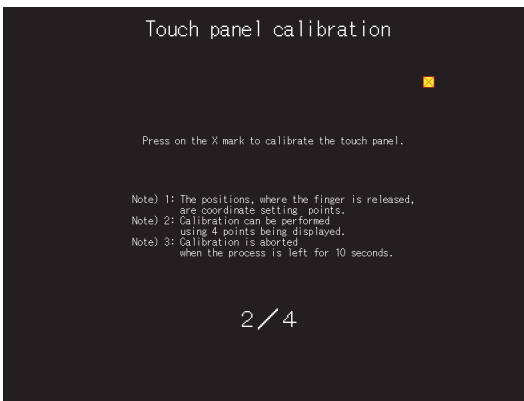 Touch panel calibration
Press on the X mark to calibrate the touch panel.
Note) 1: The positions, where the finger is released,
are coordinate setting points.
Note) 2: Calibration can be performed
using 4 points being displayed.
Note) 3: Calibration is aborted
when the process is left for 10 seconds.
2/4